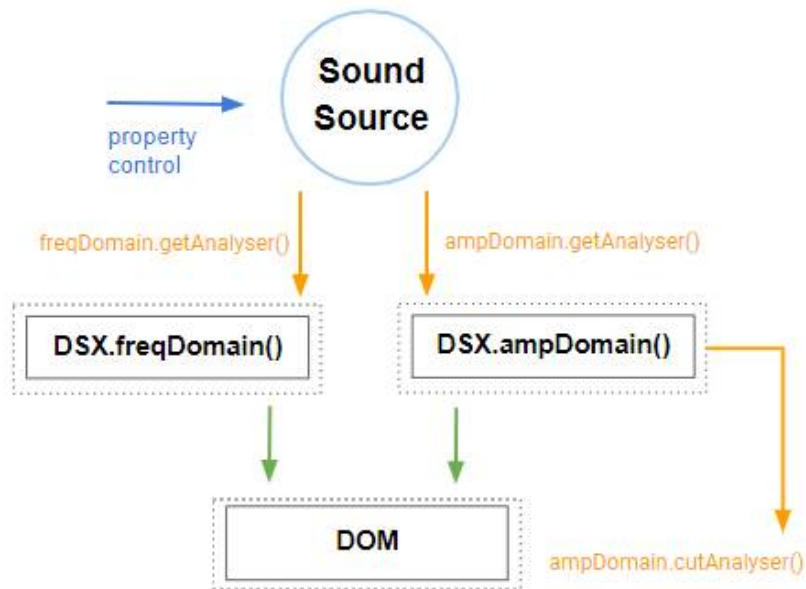 Sound
Source
property
control
freqDomain.getAnalyser()
ampDomain.getAnalyser()
DSX.freqDomain()
DSX.ampDomain()
DOM
ampDomain.cutAnalyser()